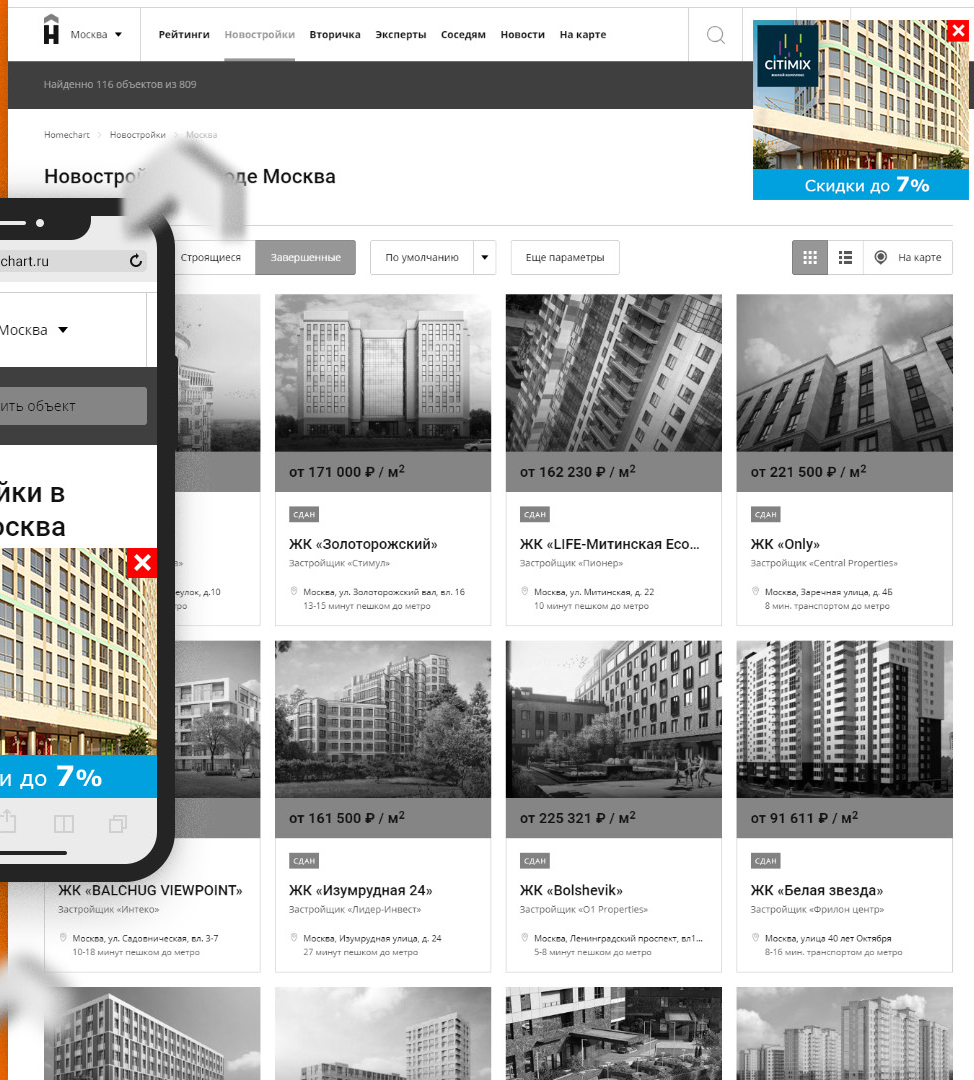 Москва
Рейтинги
Новостройки
Вторичка
Эксперты
Соседям
Новости
На карте
CITIMIX
ЖИЛОЙ КОМПЛЕКС
Скидки до 7%
Найденно 116 объектов из 809
Homechart
Новостройки
Москва
Москва
Строящиеся
Завершенные
По умолчанию
Еще параметры
На карте
chart.ru
Москва
ить объект
йки в
осква
и до 7%
от 171 000 ₽ / м²
СДАН
ЖК «Золоторожский»
Застройщик «Стимул»
Москва, ул. Золоторожский вал, вл. 16
13-15 минут пешком до метро
от 162 230 ₽ / м²
СДАН
ЖК «LIFE-Митинская Eco...
Застройщик «Пионер»
Москва, ул. Митинская, д. 22
10 минут пешком до метро
от 221 500 ₽ / м²
СДАН
ЖК «Only»
Застройщик «Central Properties»
Москва, Заречная улица, д. 4Б
8 мин. транспортом до метро
еулок, д.10
тро
ЖК «BALCHUG VIEWPOINT»
Застройщик «Интеко»
Москва, ул. Садовническая, вл. 3-7
10-18 минут пешком до метро
от 161 500 ₽ / м²
СДАН
ЖК «Изумрудная 24»
Застройщик «Лидер-Инвест»
Москва, Изумрудная улица, д. 24
27 минут пешком до метро
от 225 321 ₽ / м²
СДАН
ЖК «Bolshevik»
Застройщик «O1 Properties»
Москва, Ленинградский проспект, вл1...
5-8 минут пешком до метро
от 91 611 ₽ / м²
СДАН
ЖК «Белая звезда»
Застройщик «Фрилон центр»
Москва, улица 40 лет Октября
8-16 мин. транспортом до метро